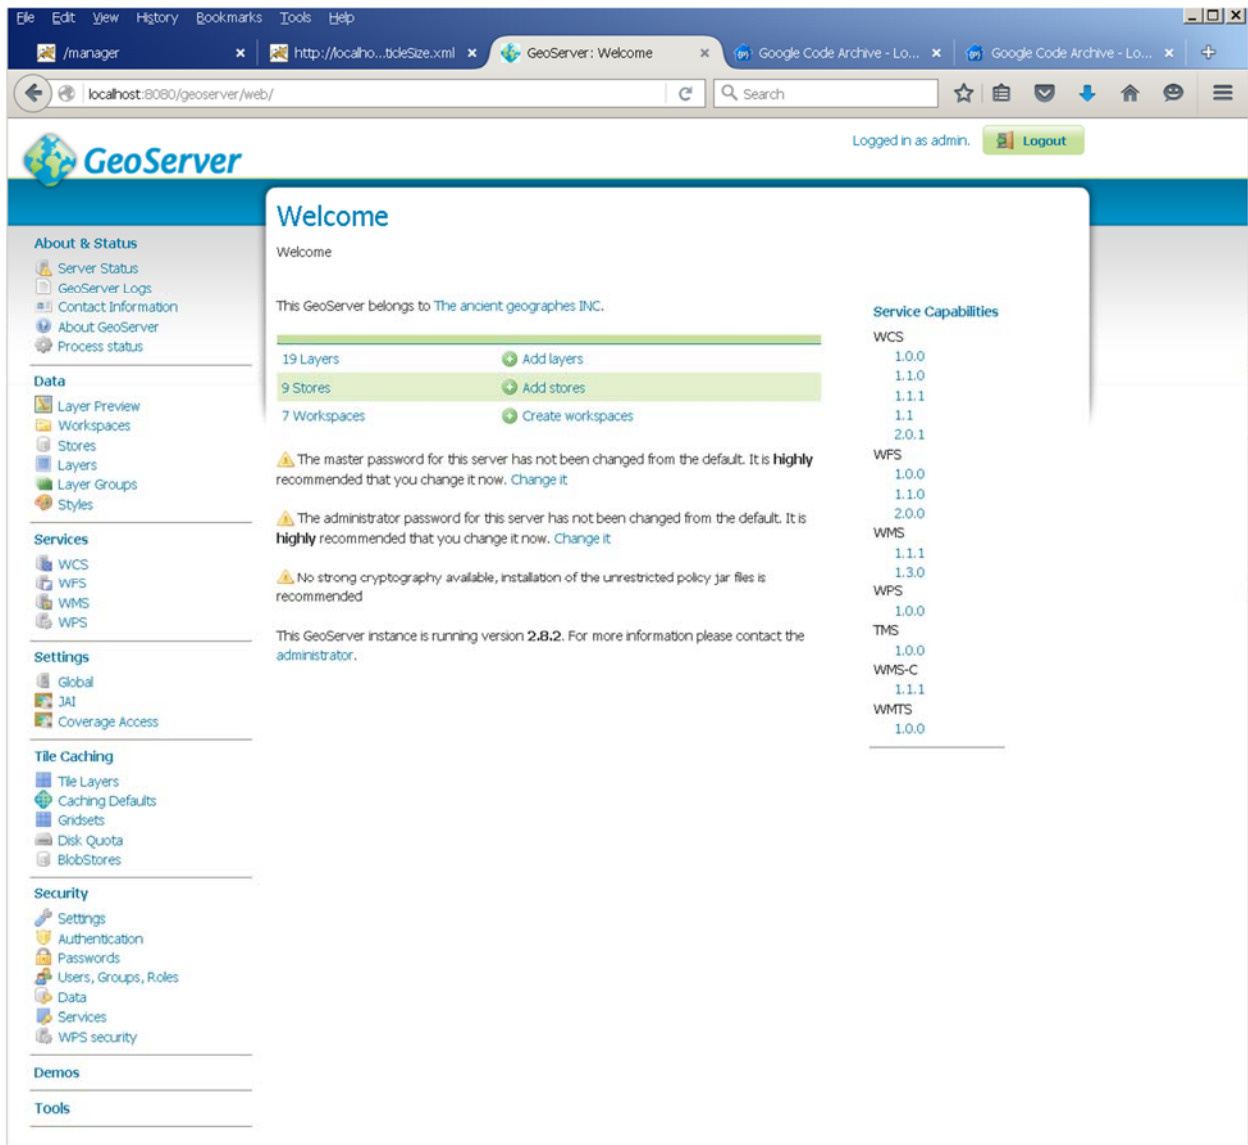 File Edit View History Bookmarks Tools Help
/manager
http://localho...ticleSize.xml
GeoServer: Welcome
Google Code Archive - Lo...
Google Code Archive - Lo...
localhost:8080/geoserver/web/
Search
GeoServer
Logged in as admin.
Logout
About & Status
Server Status
GeoServer Logs
Contact Information
About GeoServer
Process status
Data
Layer Preview
Workspaces
Stores
Layers
Layer Groups
Styles
Services
WCS
WFS
WMS
WPS
Settings
Global
JAI
Coverage Access
Tile Caching
Tile Layers
Caching Defaults
Gridsets
Disk Quota
BlobStores
Security
Settings
Authentication
Passwords
Users, Groups, Roles
Data
Services
WPS security
Demos
Tools
Welcome
Welcome
This GeoServer belongs to The ancient geographes INC.
19 Layers Add layers
9 Stores Add stores
7 Workspaces Create workspaces
The master password for this server has not been changed from the default. It is highly
recommended that you change it now. Change it
The administrator password for this server has not been changed from the default. It is
highly recommended that you change it now. Change it
No strong cryptography available, installation of the unrestricted policy jar files is
recommended
This GeoServer instance is running version 2.8.2. For more information please contact the
administrator.
Service Capabilities
WCS
1.0.0
1.1.0
1.1.1
1.1
2.0.1
WFS
1.0.0
1.1.0
2.0.0
WMS
1.1.1
1.3.0
WPS
1.0.0
TMS
1.0.0
WMS-C
1.1.1
WMTS
1.0.0